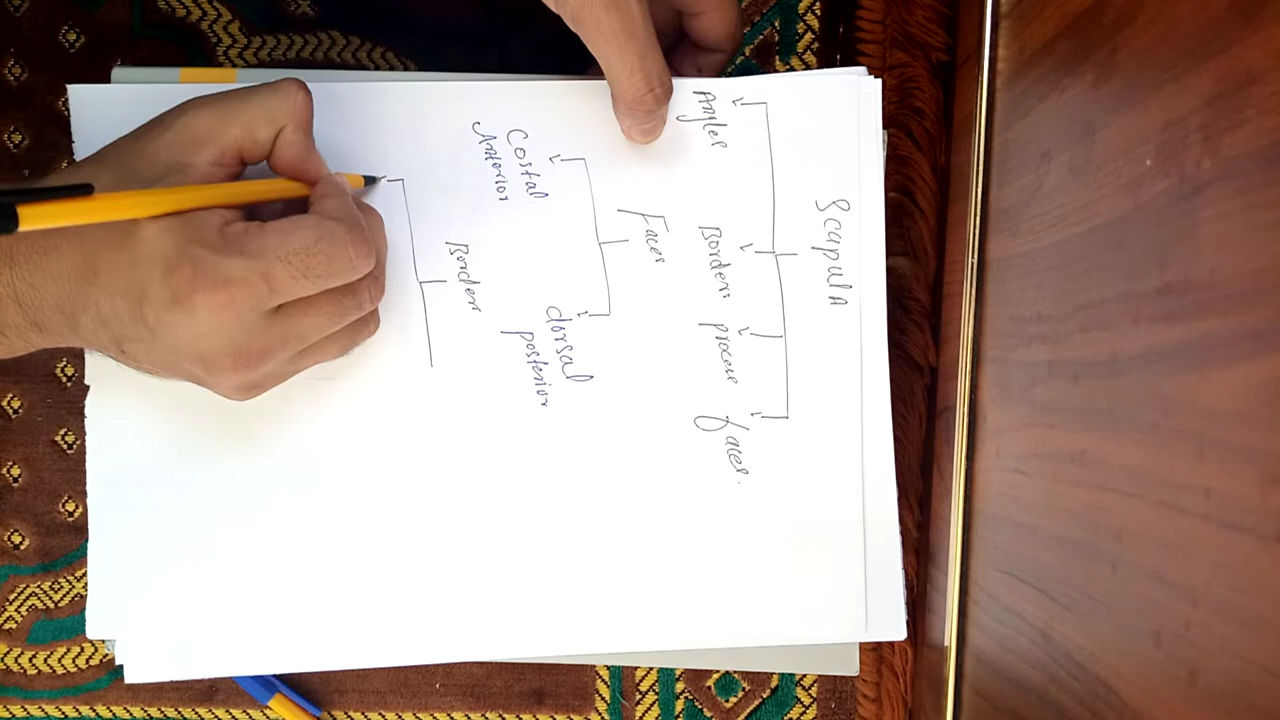 ScapulA
Angles Borders process faces.
Faces
Costal dorsal
Anterior posterior
Borders